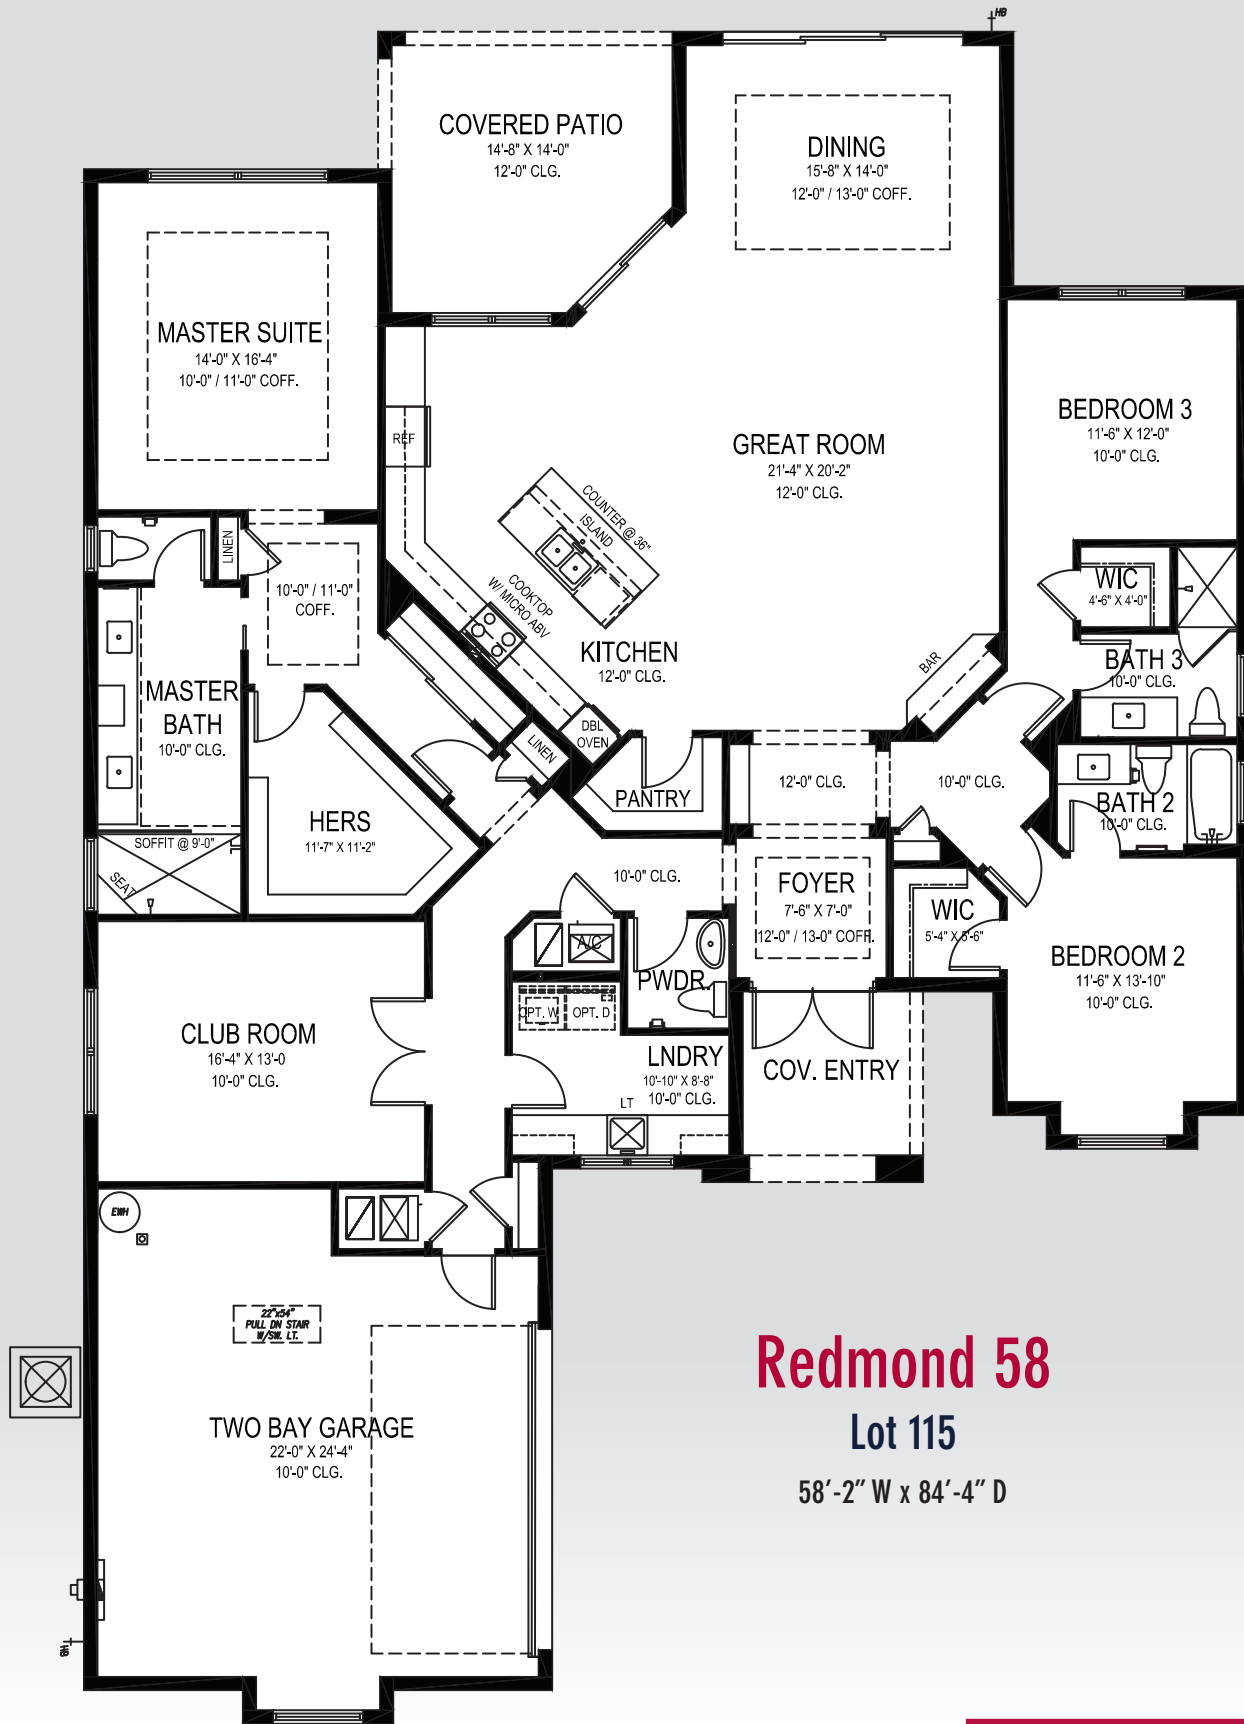 HB
COVERED PATIO
14'-8" X 14'-0"
12'-0" CLG.
DINING
15'-8" X 14'-0"
12'-0" / 13'-0" COFF.
MASTER SUITE
14'-0" X 16'-4"
10'-0" / 11'-0" COFF.
BEDROOM 3
11'-6" X 12'-0"
10'-0" CLG.
REF
GREAT ROOM
21'-4" X 20'-2"
12'-0" CLG.
COUNTER @ 36"
ISLAND
LINEN
10'-0" / 11'-0"
COFF.
COOKTOP
W/ MICRO ABV
WIC
4'-6" X 4'-0"
KITCHEN
12'-0" CLG.
BAR
BATH 3
10'-0" CLG.
MASTER
BATH
10'-0" CLG.
DBL
OVEN
LINEN
PANTRY
12'-0" CLG.
10'-0" CLG.
BATH 2
10'-0" CLG.
HERS
11'-7" X 11'-2"
SOFFIT @ 9'-0"
SEAT
10'-0" CLG.
FOYER
7'-6" X 7'-0"
12'-0" / 13'-0" COFF.
WIC
5'-4" X 5'-6"
A/C
PWDR.
BEDROOM 2
11'-6" X 13'-10"
10'-0" CLG.
OPT. W
OPT. D
CLUB ROOM
16'-4" X 13'-0
10'-0" CLG.
LNDRY
10'-10" X 8'-8"
10'-0" CLG.
LT
COV. ENTRY
EWH
22"x54"
PULL DN STAIR
W/SW. LT.
TWO BAY GARAGE
22'-0" X 24'-4"
10'-0" CLG.
HB
Redmond 58
Lot 115
58'-2" W x 84'-4" D